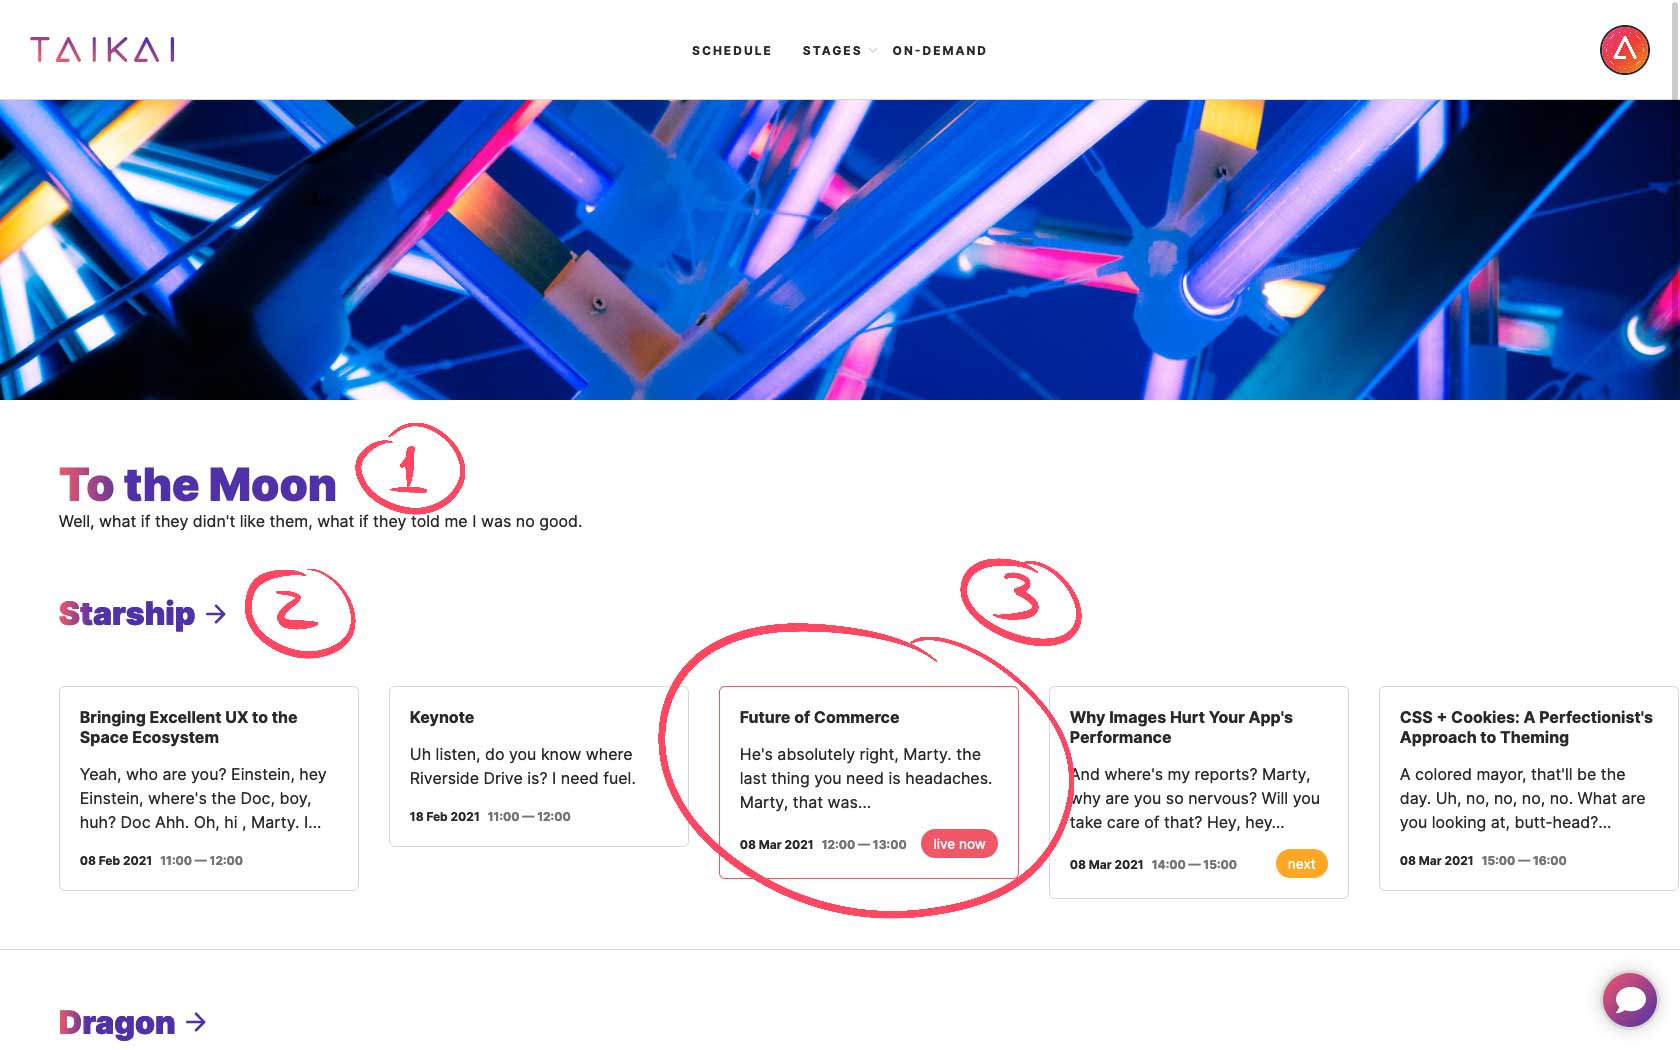 TAIKAI
SCHEDULE STAGES ON-DEMAND
To the Moon
1
Well, what if they didn't like them, what if they told me I was no good.
Starship →
2
3
Bringing Excellent UX to the
Space Ecosystem
Yeah, who are you? Einstein, hey
Einstein, where's the Doc, boy,
huh? Doc Ahh. Oh, hi , Marty. I...
08 Feb 2021 11:00 — 12:00
Keynote
Uh listen, do you know where
Riverside Drive is? I need fuel.
18 Feb 2021 11:00 — 12:00
Future of Commerce
He's absolutely right, Marty. the
last thing you need is headaches.
Marty, that was...
08 Mar 2021 12:00 — 13:00 live now
Why Images Hurt Your App's
Performance
And where's my reports? Marty,
why are you so nervous? Will you
take care of that? Hey, hey...
08 Mar 2021 14:00 — 15:00 next
CSS + Cookies: A Perfectionist's
Approach to Theming
A colored mayor, that'll be the
day. Uh, no, no, no, no. What are
you looking at, butt-head?...
08 Mar 2021 15:00 — 16:00
Dragon →